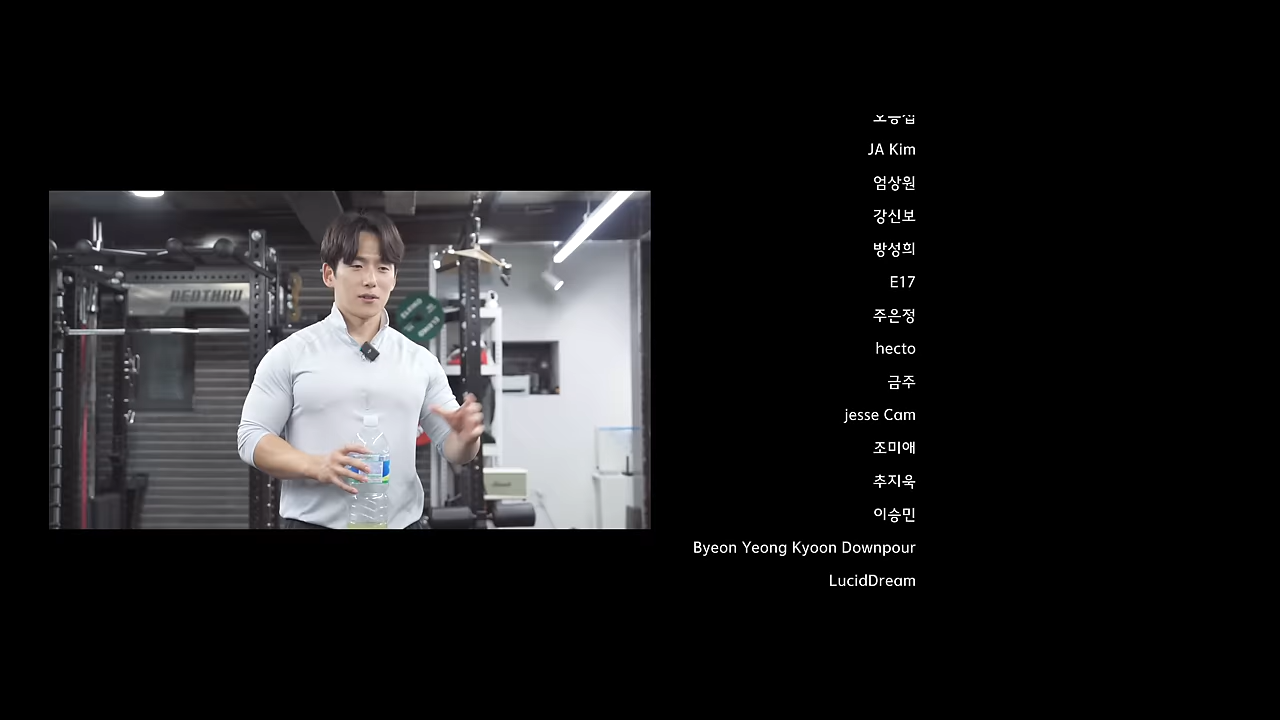 DEDTHRU
JA Kim
엄상원
강신보
방성희
E17
주은정
hecto
금주
jesse Cam
조미애
추지욱
이승민
Byeon Yeong Kyoon Downpour
LucidDream